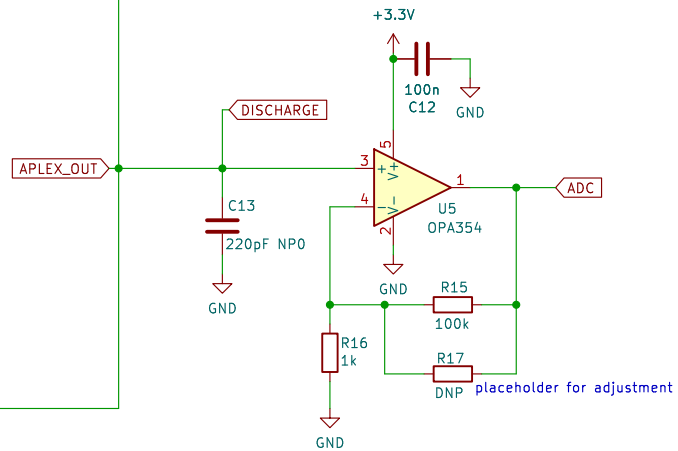 +3.3V
100n
C12
GND
DISCHARGE
APLEX_OUT
3
+
5
V+
1
ADC
4
-
V-
2
U5
OPA354
C13
220pF NP0
GND
GND
R15
100k
R16
1k
R17
DNP
placeholder for adjustment
GND